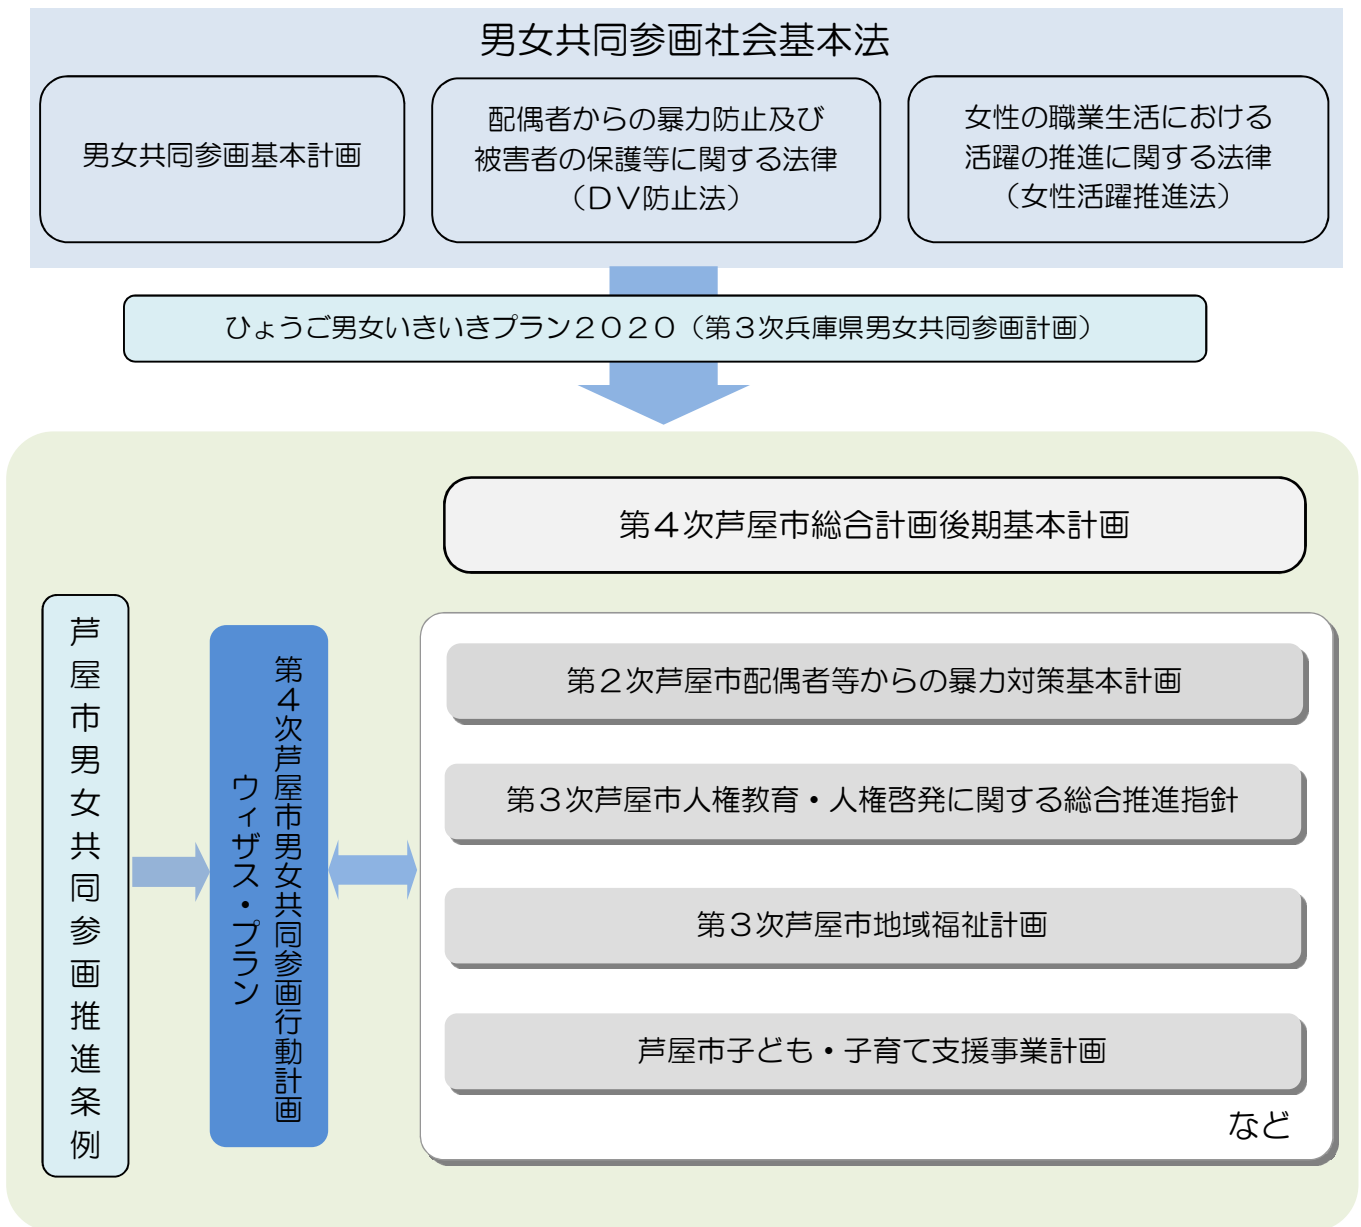 男女共同参画社会基本法
男女共同参画基本計画
配偶者からの暴力防止及び
被害者の保護等に関する法律
（ＤＶ防止法）
女性の職業生活における
活躍の推進に関する法律
（女性活躍推進法）
ひょうご男女いきいきプラン２０２０（第３次兵庫県男女共同参画計画）
第４次芦屋市総合計画後期基本計画
芦屋市男女共同参画推進条例
第４次芦屋市男女共同参画行動計画
ウィザス・プラン
第２次芦屋市配偶者等からの暴力対策基本計画
第３次芦屋市人権教育・人権啓発に関する総合推進指針
第３次芦屋市地域福祉計画
芦屋市子ども・子育て支援事業計画
など